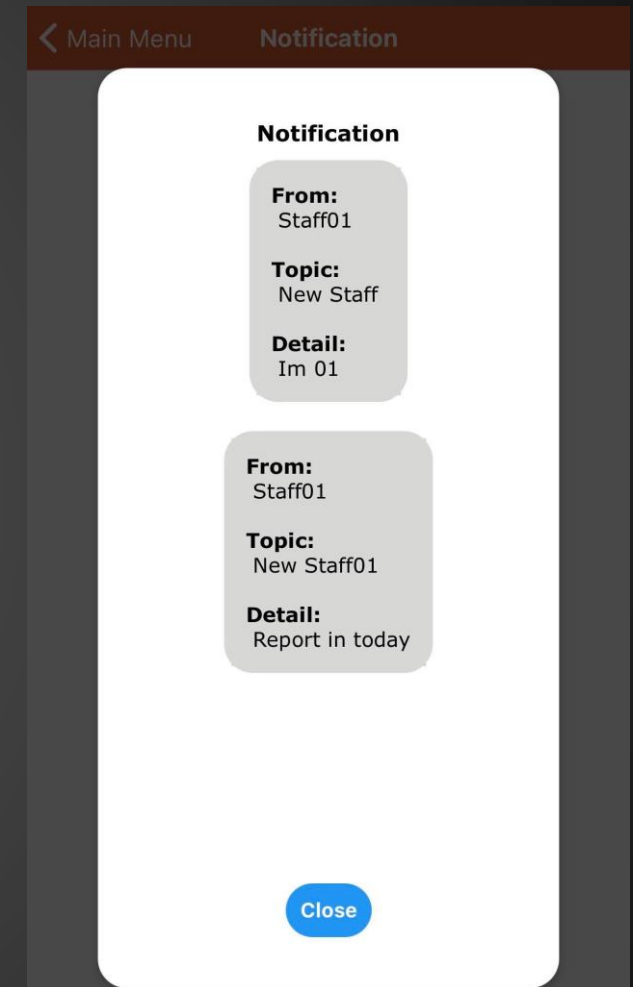 Main Menu Notification
Notification
From:
Staff01
Topic:
New Staff
Detail:
Im 01
From:
Staff01
Topic:
New Staff01
Detail:
Report in today
Close